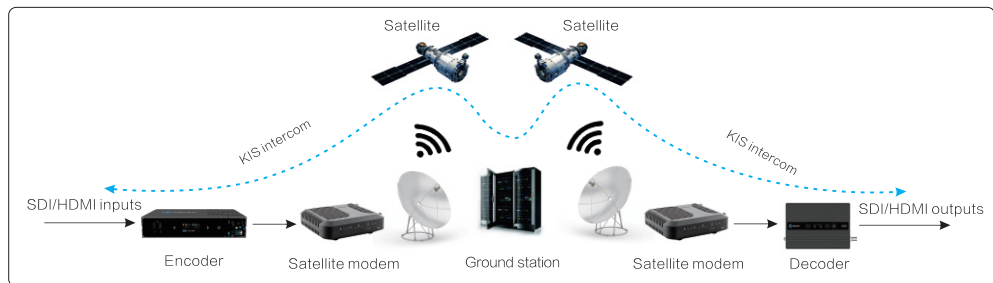 Satellite
Satellite
KIS intercom
KIS intercom
SDI/HDMI inputs
SDI/HDMI outputs
Encoder
Satellite modem
Ground station
Satellite modem
Decoder